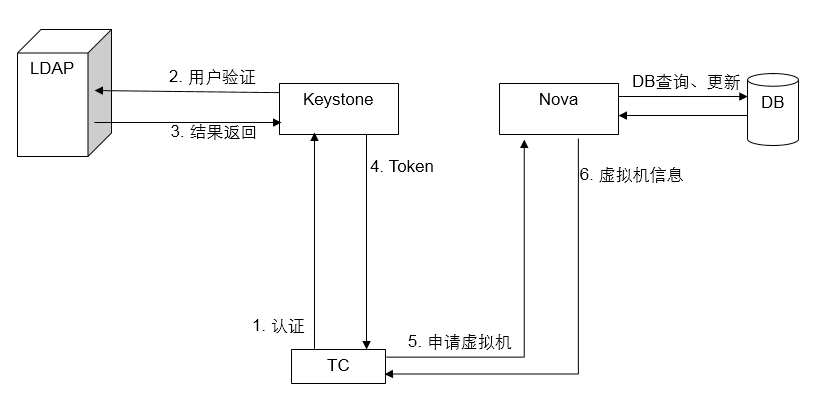 LDAP
2. 用户验证
3. 结果返回
Keystone
4. Token
Nova
DB查询、更新
DB
6. 虚拟机信息
1. 认证
5. 申请虚拟机
TC